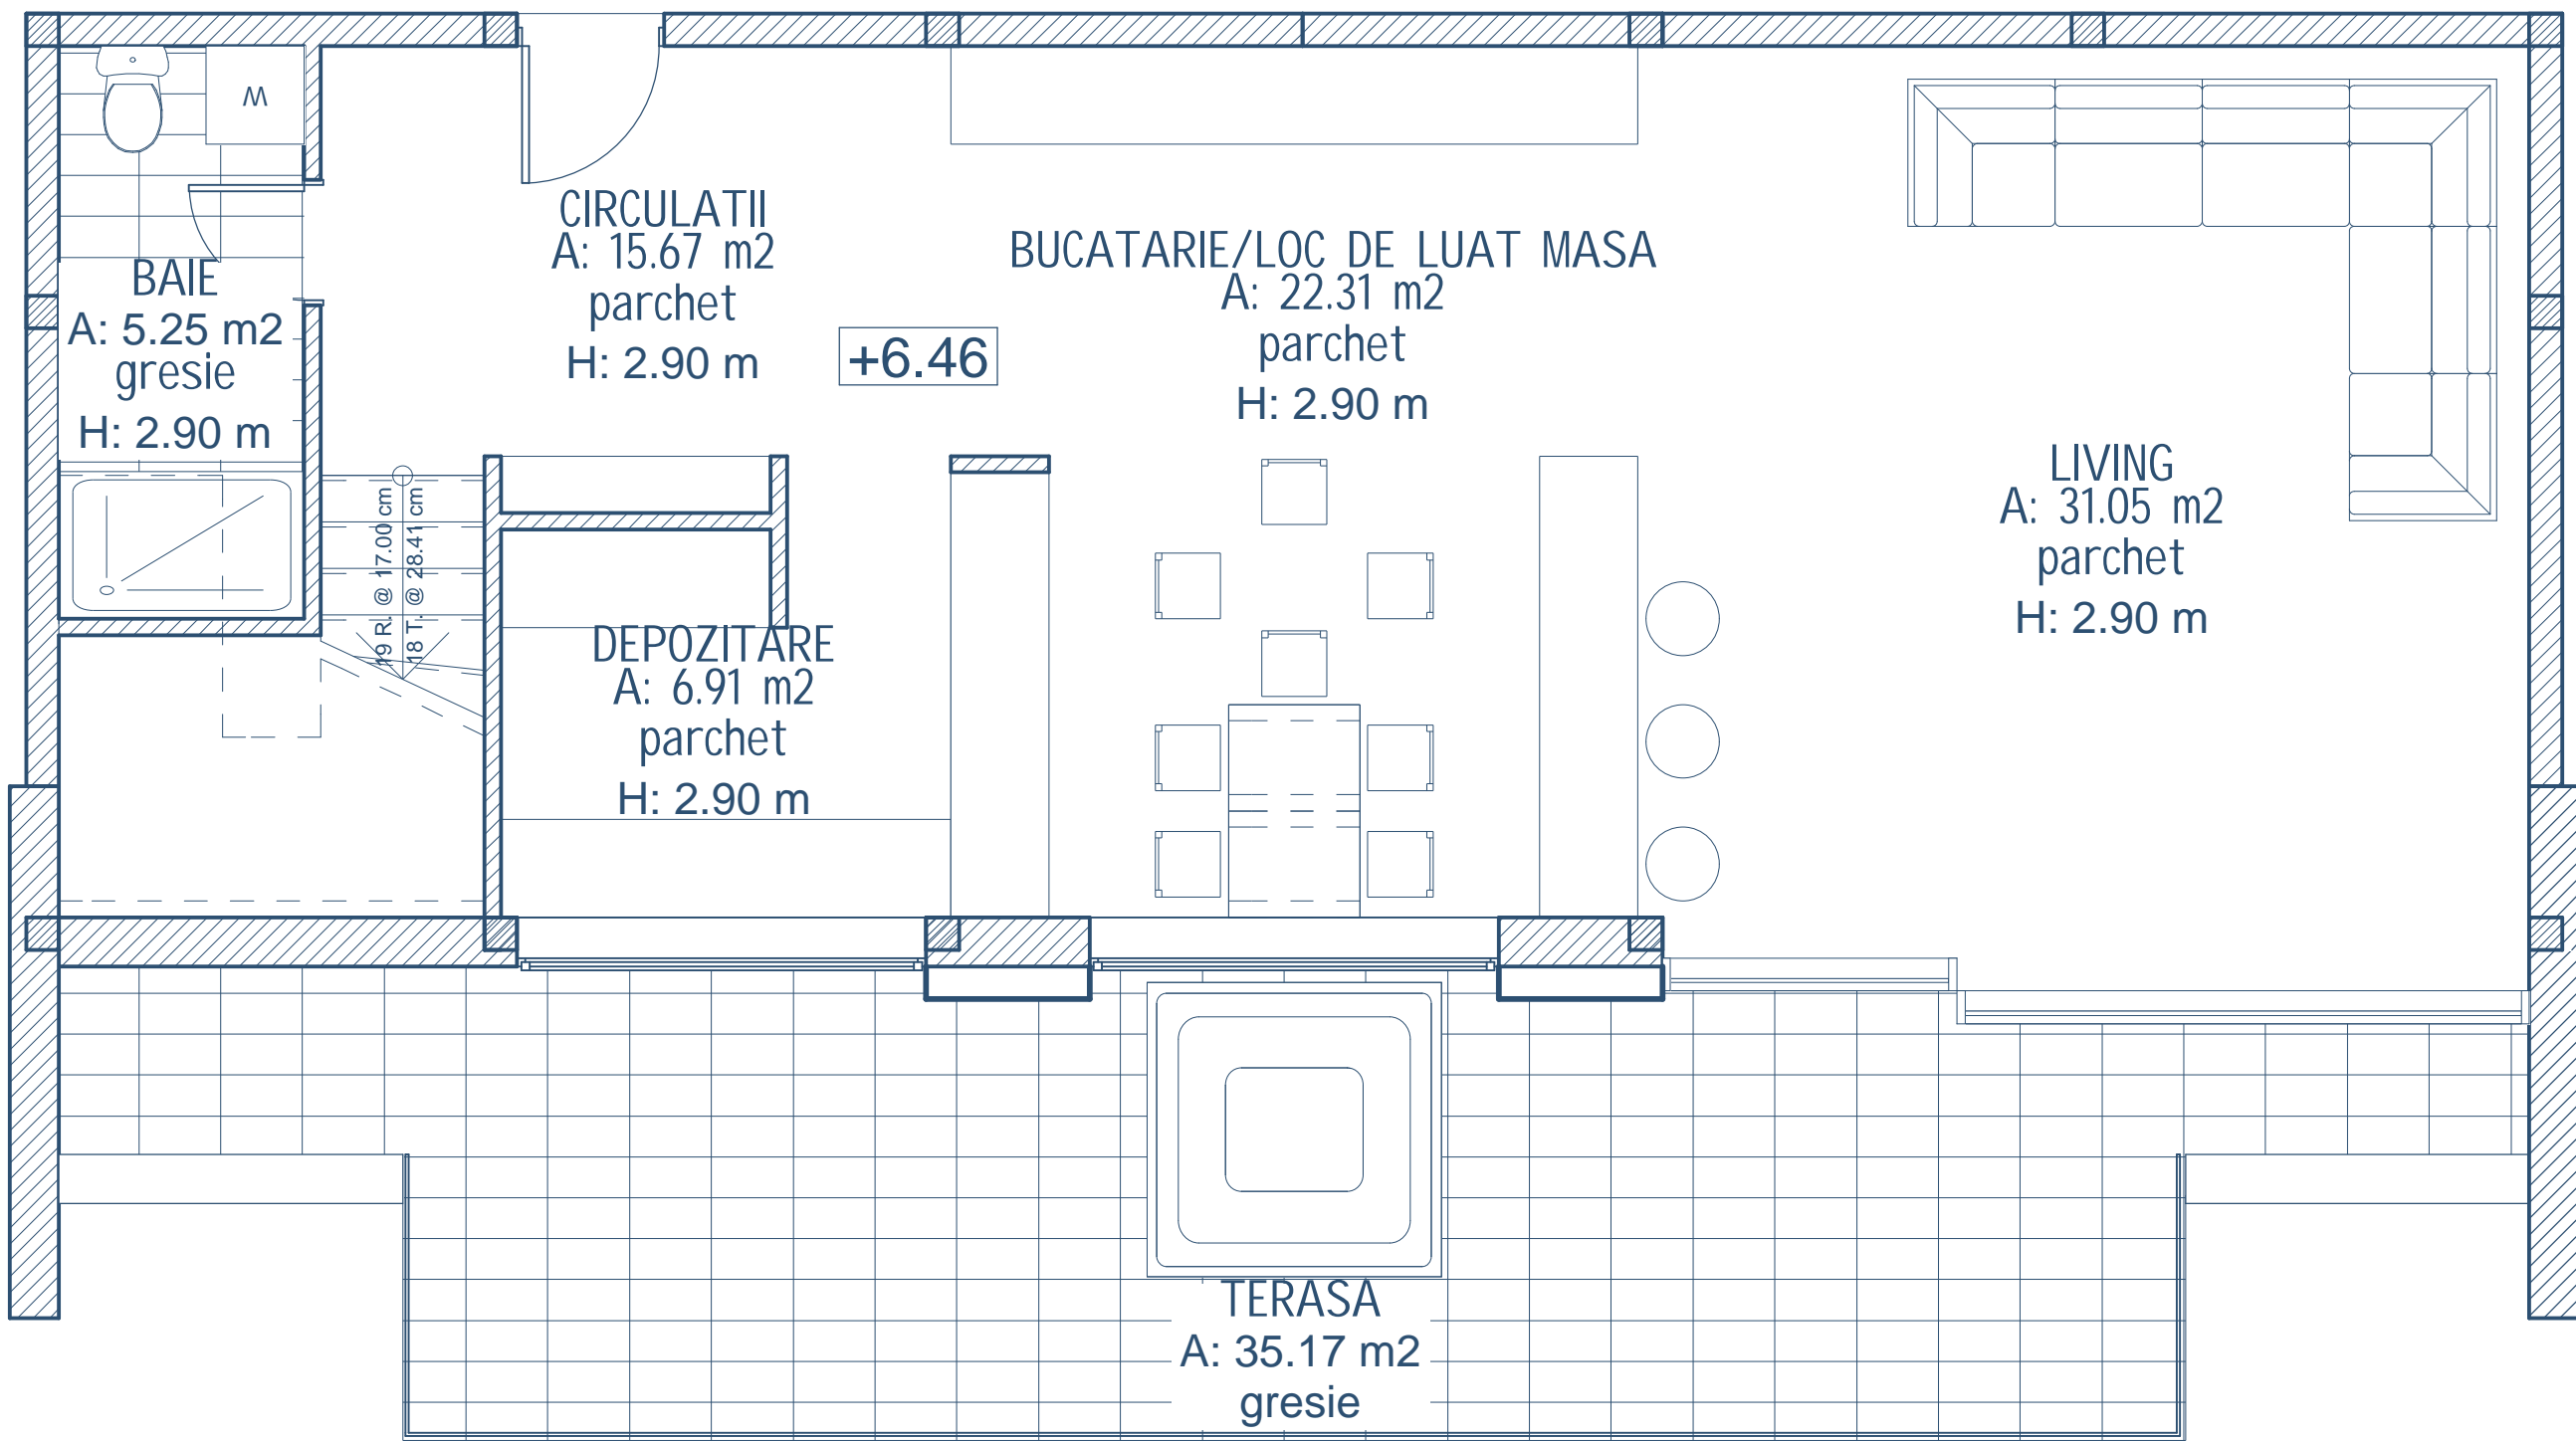 W
CIRCULATII
A: 15.67 m2
parchet
H: 2.90 m
BUCATARIE/LOC DE LUAT MASA
A: 22.31 m2
parchet
H: 2.90 m
BAIE
A: 5.25 m2
gresie
H: 2.90 m
+6.46
LIVING
A: 31.05 m2
parchet
H: 2.90 m
19 R. @ 17.00 cm
18 T. @ 28.41 cm
DEPOZITARE
A: 6.91 m2
parchet
H: 2.90 m
TERASA
A: 35.17 m2
gresie